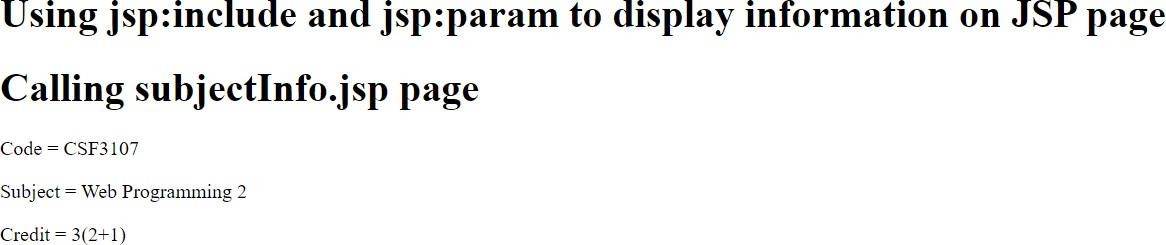 Using jsp:include and jsp:param to display information on JSP page
Calling subjectInfo.jsp page
Code = CSF3107
Subject = Web Programming 2
Credit = 3(2+1)